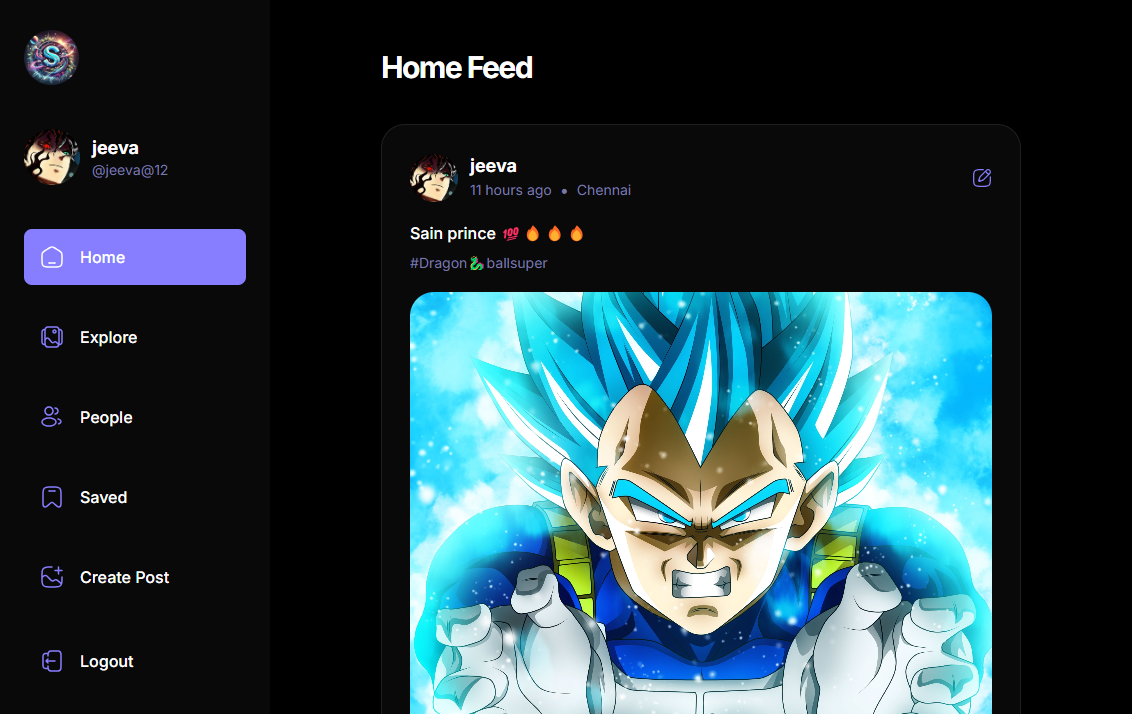 S
jeeva
@jeeva@12
Home
Explore
People
Saved
Create Post
Logout
Home Feed
jeeva
11 hours ago • Chennai
Sain prince 💯 🔥 🔥 🔥
#Dragon🐉ballsuper